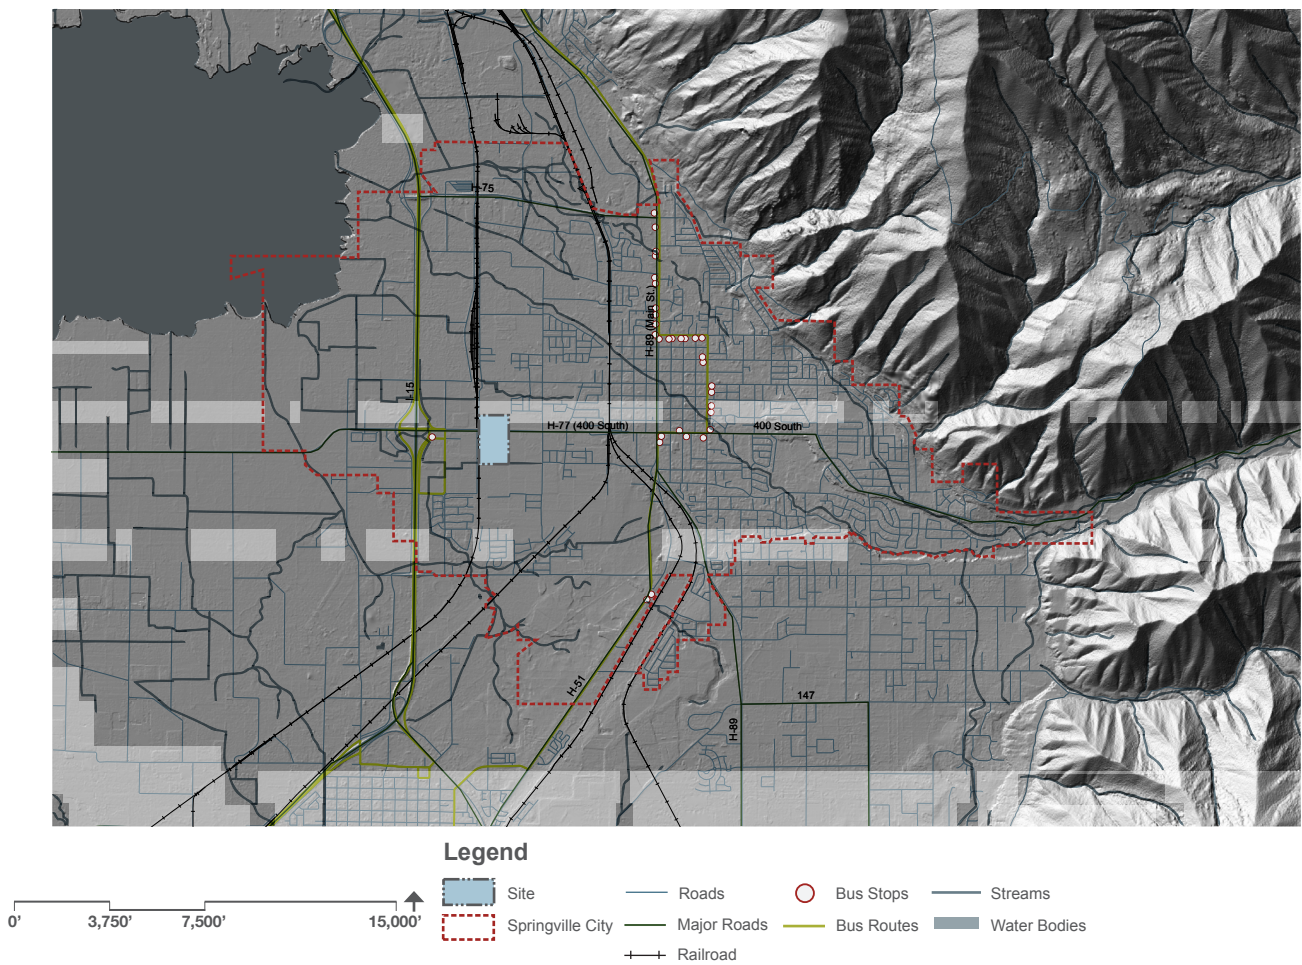 H-75
H-89 (Main St.)
I-15
H-77 (400 South)
400 South
H-51
147
H-89
Legend
Site
Roads
Bus Stops
Streams
Springville City
Major Roads
Bus Routes
Water Bodies
Railroad
0'
3,750'
7,500'
15,000'